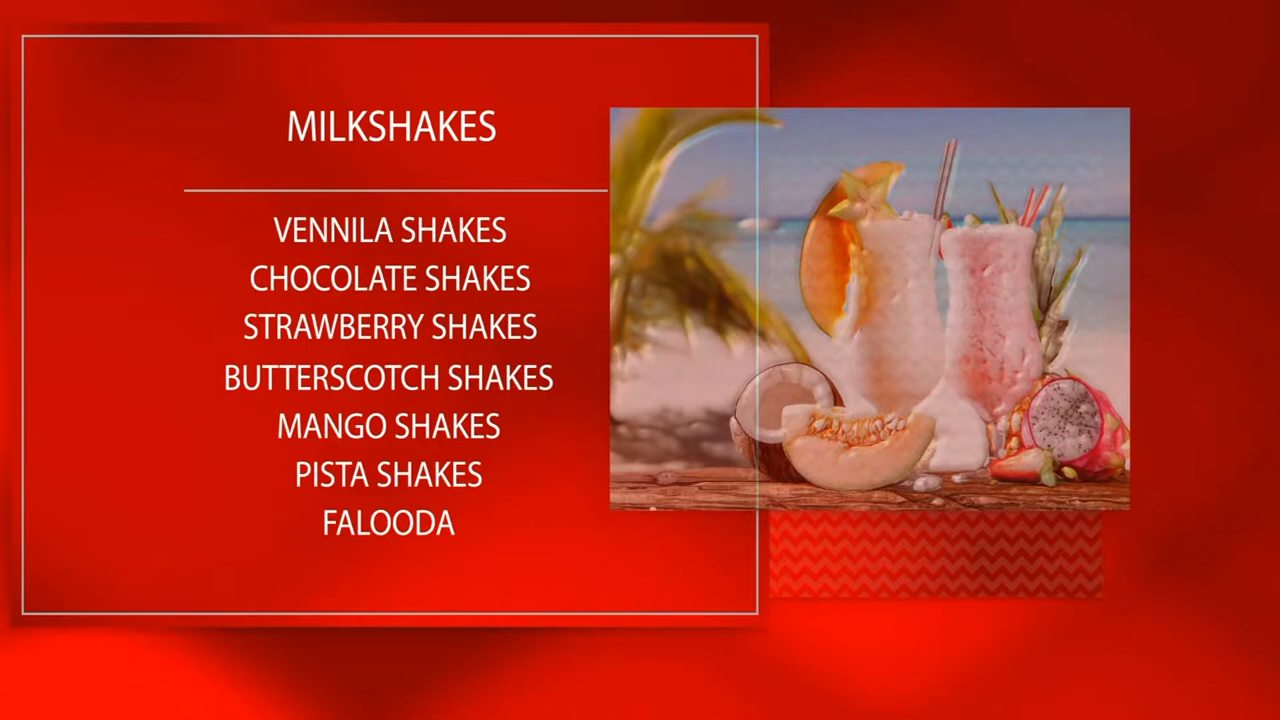 MILKSHAKES
VENNILA SHAKES
CHOCOLATE SHAKES
STRAWBERRY SHAKES
BUTTERSCOTCH SHAKES
MANGO SHAKES
PISTA SHAKES
FALOODA